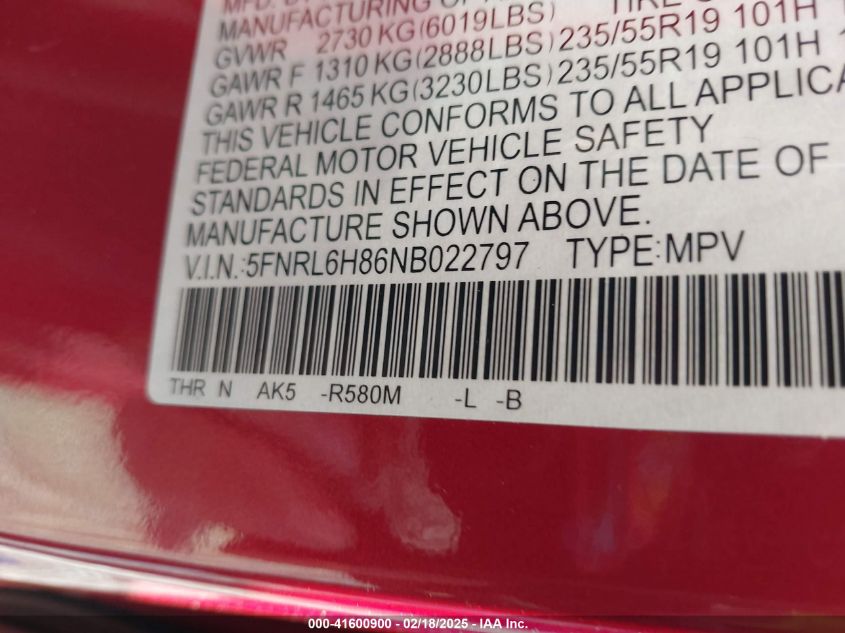 MANUFACTURING OF
GVWR 2730 KG (6019LBS)
GAWR F 1310 KG (2888LBS) 235/55R19 101H
GAWR R 1465 KG (3230LBS) 235/55R19 101H
THIS VEHICLE CONFORMS TO ALL APPLICA
FEDERAL MOTOR VEHICLE SAFETY
STANDARDS IN EFFECT ON THE DATE OF
MANUFACTURE SHOWN ABOVE.
V.I.N.:5FNRL6H86NB022797 TYPE:MPV
THR N AK5 -R580M -L -B
000-41600900 - 02/18/2025 - IAA Inc.